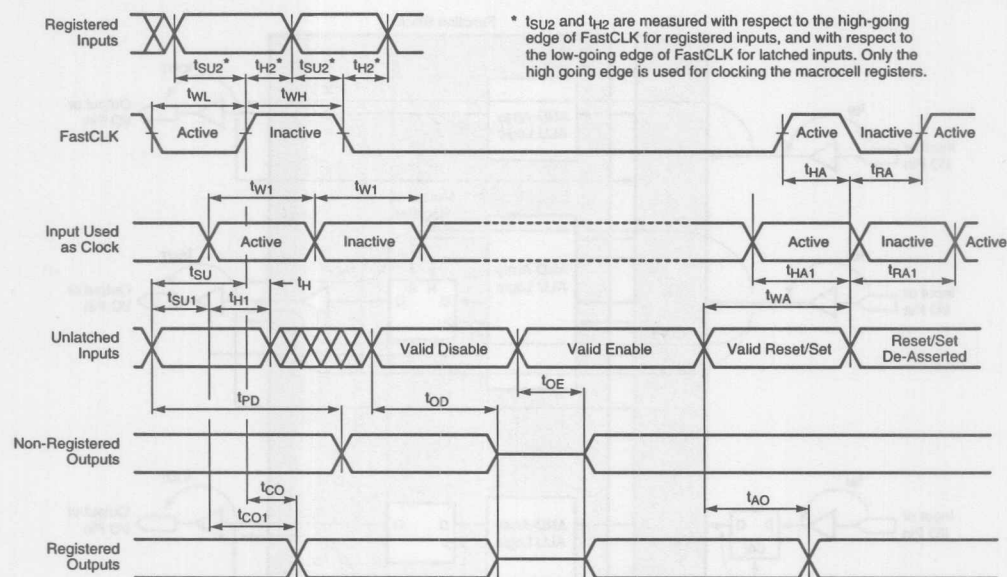 * tSU2 and tH2 are measured with respect to the high-going
edge of FastCLK for registered inputs, and with respect to
the low-going edge of FastCLK for latched inputs. Only the
high going edge is used for clocking the macrocell registers.
Registered
Inputs
tSU2* tH2* tSU2* tH2*
tWL tWH
FastCLK
Active Inactive Active Inactive Active
tHA tRA
tW1 tW1
Input Used
as Clock
Active Inactive Active Inactive Active
tSU tH tHA1 tRA1
tSU1 tH1 tWA
Unlatched
Inputs
Valid Disable Valid Enable Valid Reset/Set Reset/Set
De-Asserted
tPD tOD tOE
Non-Registered
Outputs
tCO tAO
tCO1
Registered
Outputs